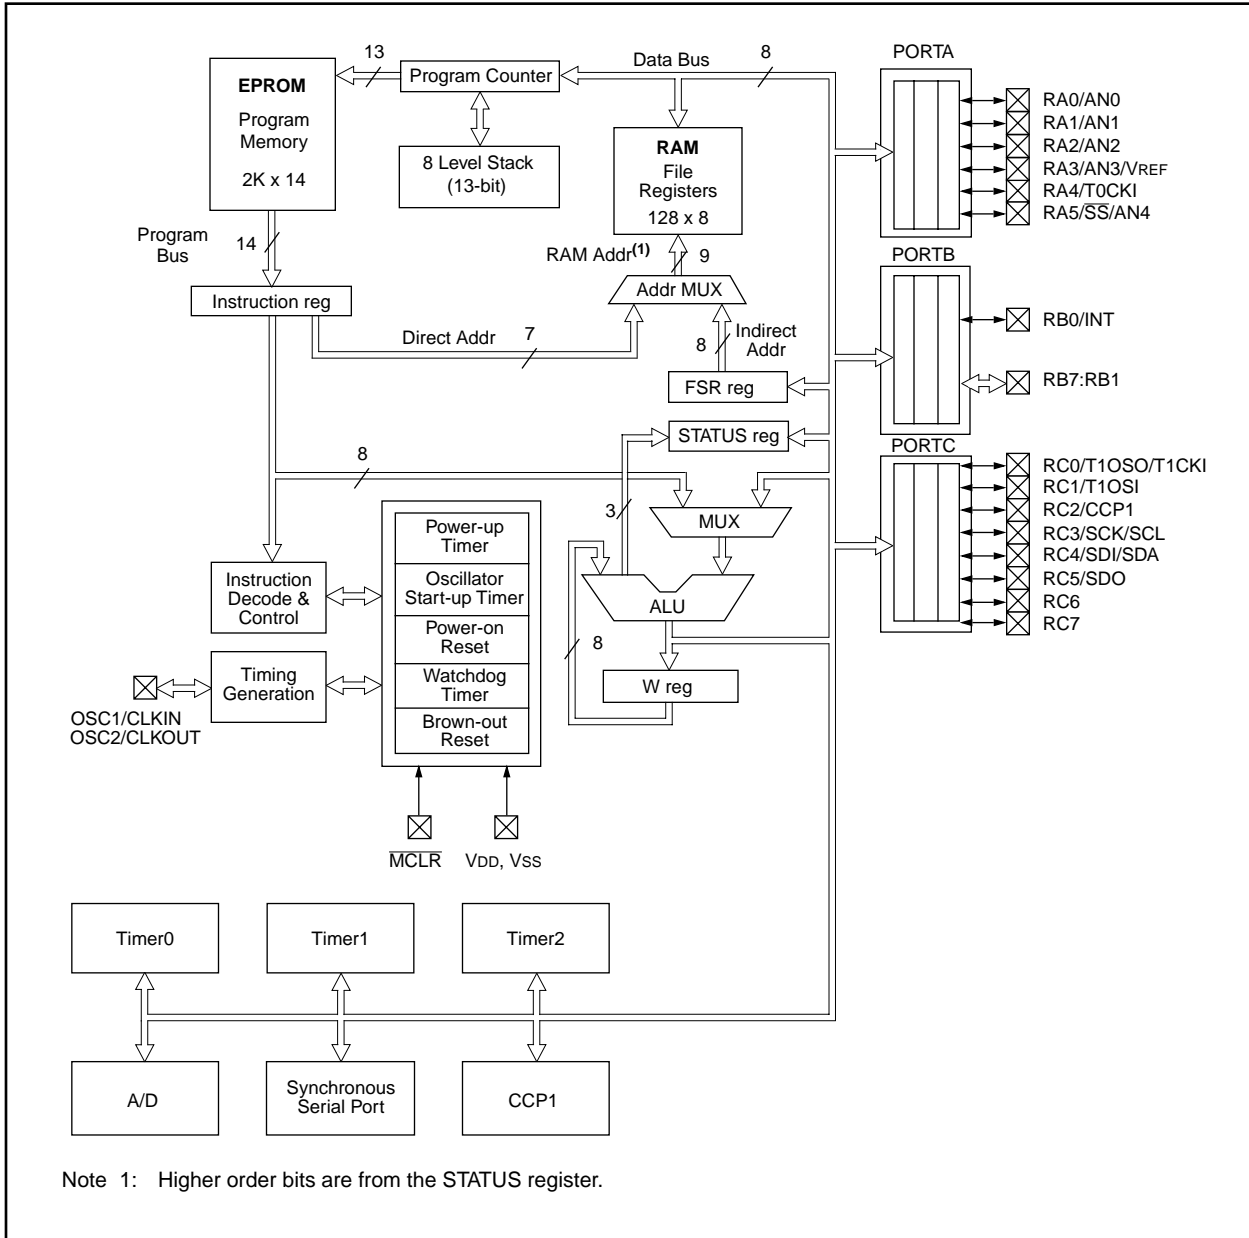 13
Data Bus
8
PORTA
EPROM
Program
Memory
2K x 14
Program Counter
8 Level Stack
(13-bit)
RAM
File
Registers
128 x 8
RA0/AN0
RA1/AN1
RA2/AN2
RA3/AN3/VREF
RA4/T0CKI
RA5/S̅S̅/AN4
Program
Bus
14
RAM Addr(1)
9
PORTB
Instruction reg
Addr MUX
Direct Addr
7
8
Indirect
Addr
RB0/INT
FSR reg
RB7:RB1
STATUS reg
PORTC
8
3
MUX
RC0/T1OSO/T1CKI
RC1/T1OSI
RC2/CCP1
RC3/SCK/SCL
RC4/SDI/SDA
RC5/SDO
RC6
RC7
Power-up
Timer
Instruction
Decode &
Control
Oscillator
Start-up Timer
ALU
Power-on
Reset
8
Timing
Generation
Watchdog
Timer
W reg
OSC1/CLKIN
OSC2/CLKOUT
Brown-out
Reset
M̅C̅L̅R̅
VDD, VSS
Timer0
Timer1
Timer2
A/D
Synchronous
Serial Port
CCP1
Note 1: Higher order bits are from the STATUS register.